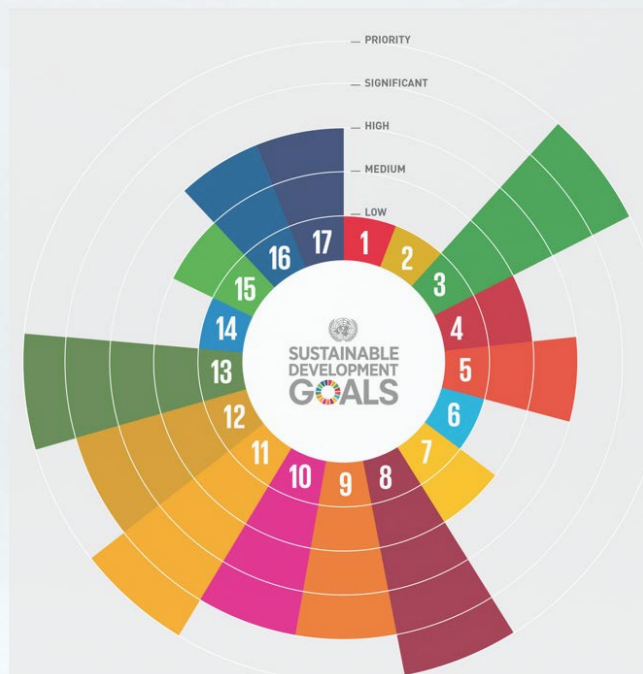 PRIORITY
SIGNIFICANT
HIGH
MEDIUM
LOW
1
2
3
4
5
6
7
8
9
10
11
12
13
14
15
16
17
SUSTAINABLE
DEVELOPMENT
GOALS